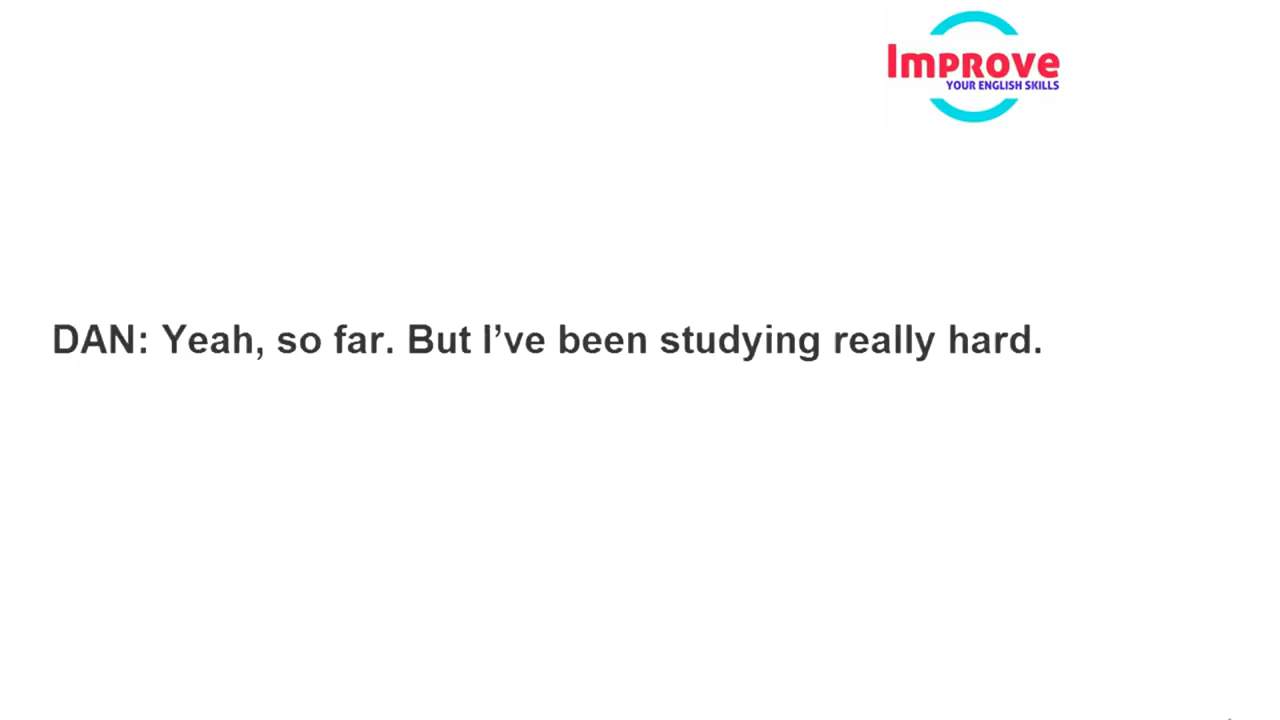 Improve
YOUR ENGLISH SKILLS
DAN: Yeah, so far. But I’ve been studying really hard.